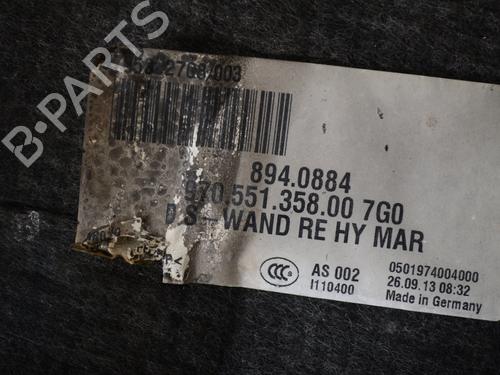 B-PARTS
894.0884
970.551.358.00 7G0
D.S-WAND RE HY MAR
CCC
AS 002
I110400
0501974004000
26.09.13 08:32
Made in Germany